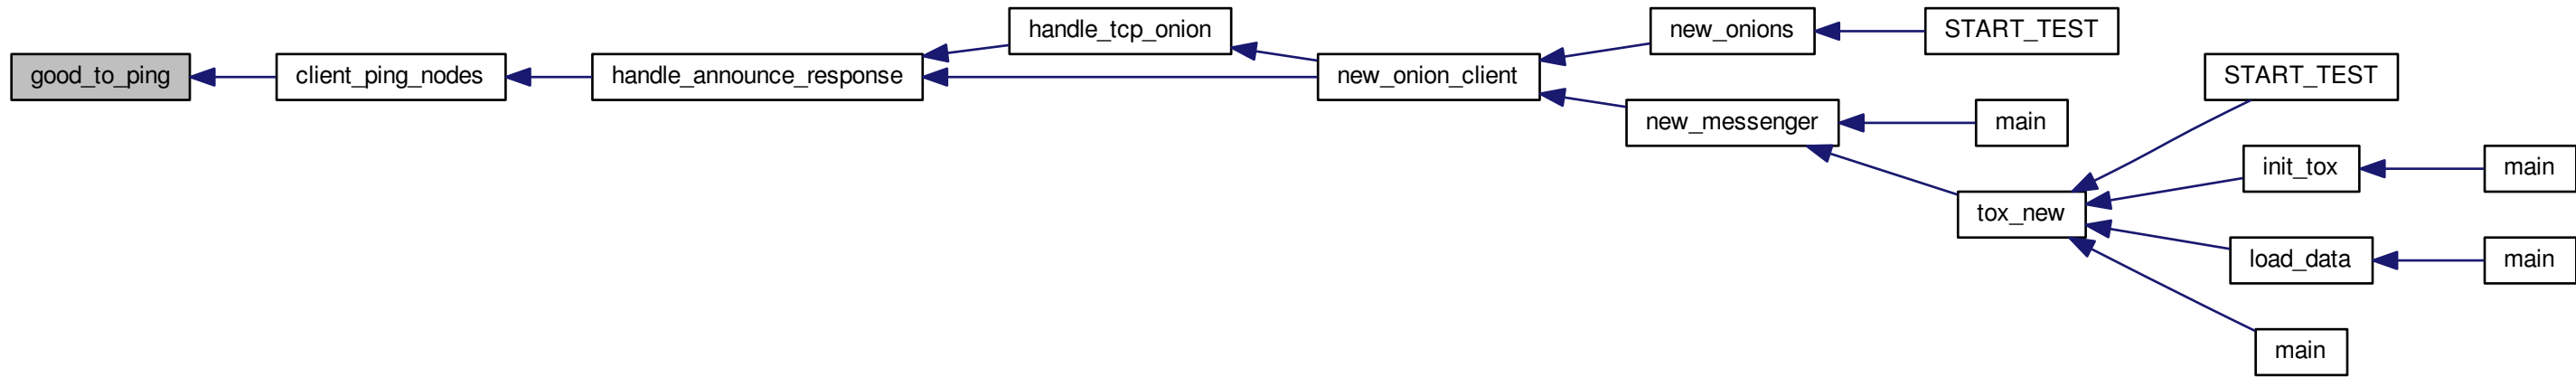 good_to_ping
client_ping_nodes
handle_announce_response
handle_tcp_onion
new_onion_client
new_onions
START_TEST
new_messenger
main
tox_new
START_TEST
init_tox
main
load_data
main
main